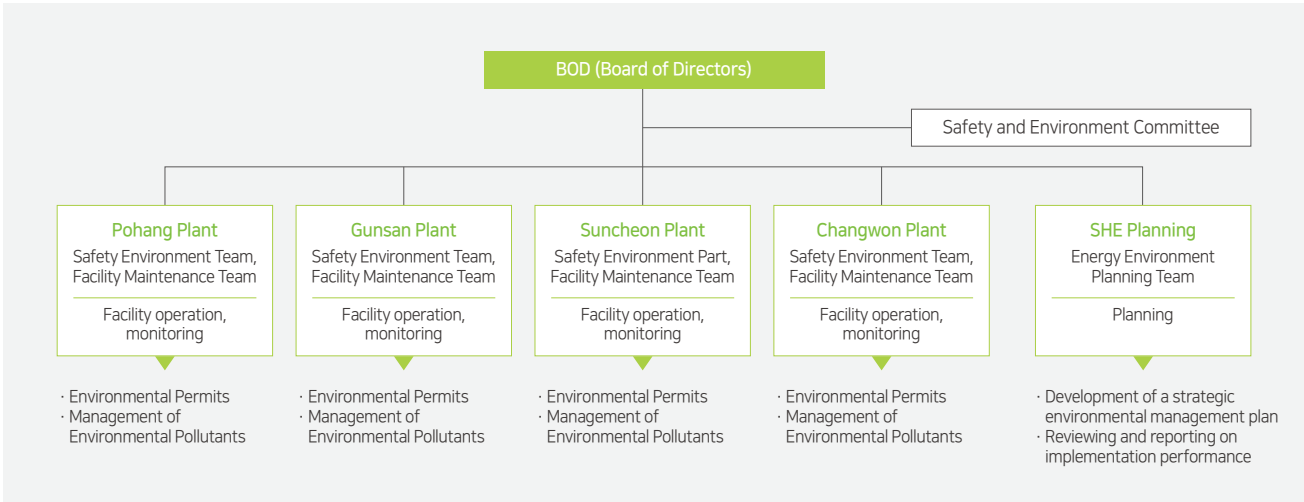 BOD (Board of Directors)
Safety and Environment Committee
Pohang Plant
Safety Environment Team,
Facility Maintenance Team
Facility operation,
monitoring
· Environmental Permits
· Management of
Environmental Pollutants
Gunsan Plant
Safety Environment Team,
Facility Maintenance Team
Facility operation,
monitoring
· Environmental Permits
· Management of
Environmental Pollutants
Suncheon Plant
Safety Environment Part,
Facility Maintenance Team
Facility operation,
monitoring
· Environmental Permits
· Management of
Environmental Pollutants
Changwon Plant
Safety Environment Team,
Facility Maintenance Team
Facility operation,
monitoring
· Environmental Permits
· Management of
Environmental Pollutants
SHE Planning
Energy Environment
Planning Team
Planning
· Development of a strategic
environmental management plan
· Reviewing and reporting on
implementation performance